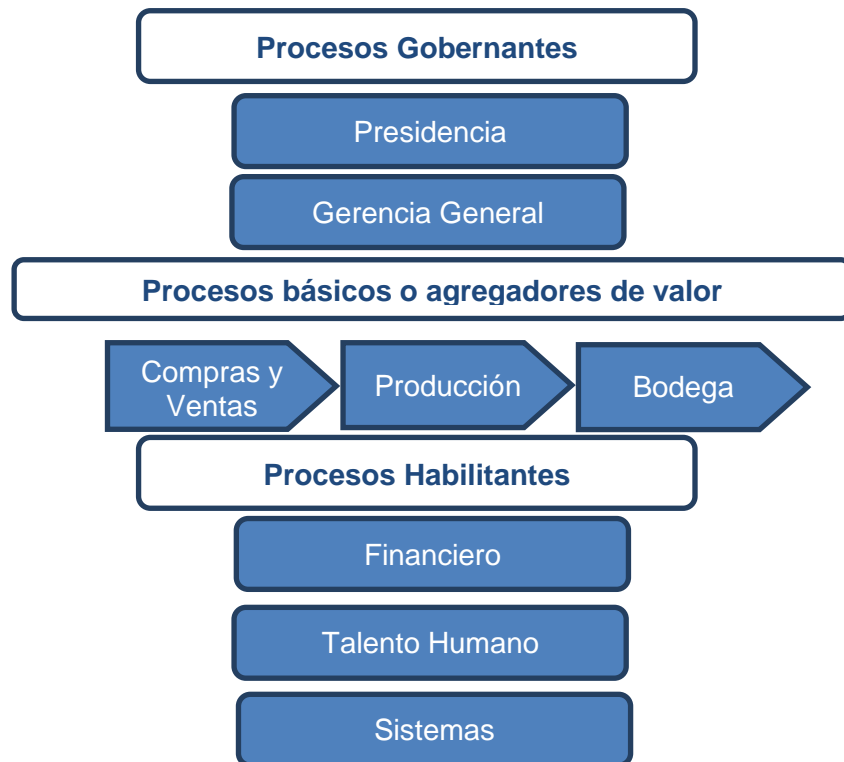 Procesos Gobernantes
Presidencia
Gerencia General
Procesos básicos o agregadores de valor
Compras y
Ventas
Producción
Bodega
Procesos Habilitantes
Financiero
Talento Humano
Sistemas